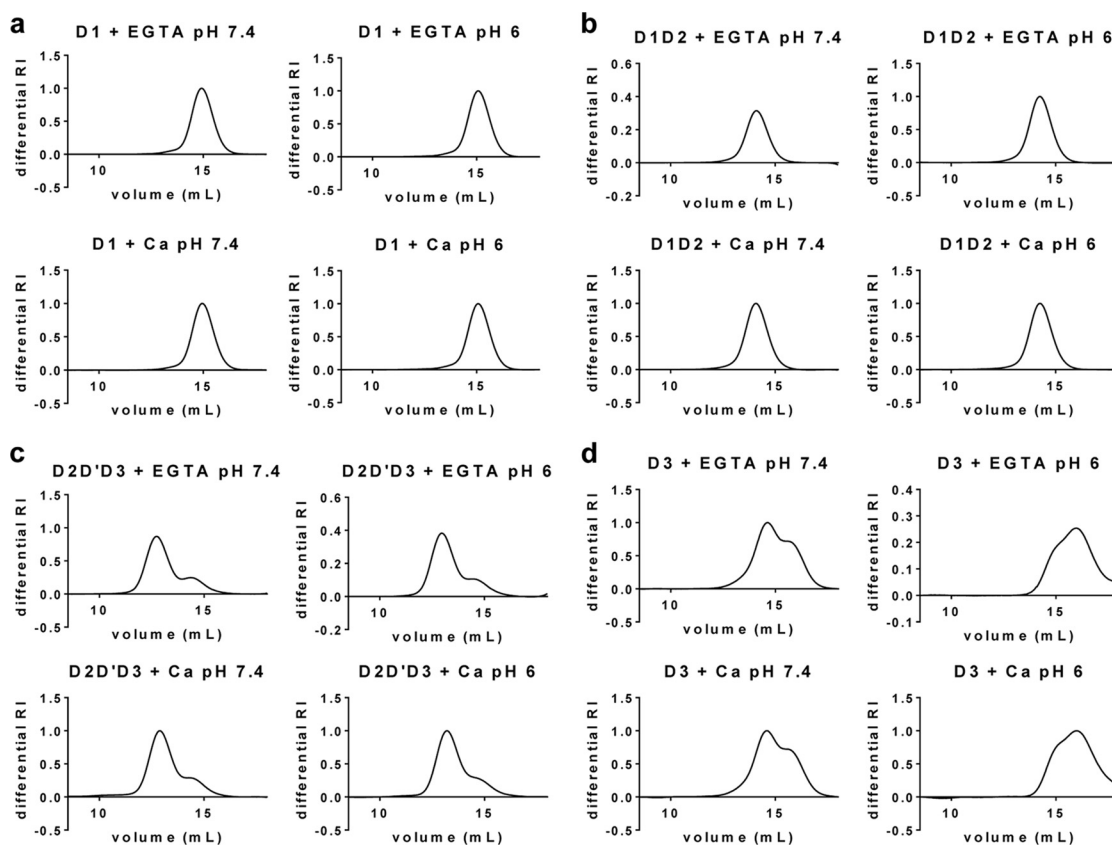 a
D1 + EGTA pH 7.4
differential RI
1.5
1.0
0.5
0.0
-0.5
10
15
volume (mL)
D1 + EGTA pH 6
differential RI
1.5
1.0
0.5
0.0
-0.5
10
15
volume (mL)
D1 + Ca pH 7.4
differential RI
1.5
1.0
0.5
0.0
-0.5
10
15
volume (mL)
D1 + Ca pH 6
differential RI
1.5
1.0
0.5
0.0
-0.5
10
15
volume (mL)
b
D1D2 + EGTA pH 7.4
differential RI
0.6
0.4
0.2
0.0
-0.2
10
15
volume (mL)
D1D2 + EGTA pH 6
differential RI
1.5
1.0
0.5
0.0
-0.5
10
15
volume (mL)
D1D2 + Ca pH 7.4
differential RI
1.5
1.0
0.5
0.0
-0.5
10
15
volume (mL)
D1D2 + Ca pH 6
differential RI
1.5
1.0
0.5
0.0
-0.5
10
15
volume (mL)
c
D2D'D3 + EGTA pH 7.4
differential RI
1.5
1.0
0.5
0.0
-0.5
10
15
volume (mL)
D2D'D3 + EGTA pH 6
differential RI
0.6
0.4
0.2
0.0
-0.2
10
15
volume (mL)
D2D'D3 + Ca pH 7.4
differential RI
1.5
1.0
0.5
0.0
-0.5
10
15
volume (mL)
D2D'D3 + Ca pH 6
differential RI
1.5
1.0
0.5
0.0
-0.5
10
15
volume (mL)
d
D3 + EGTA pH 7.4
differential RI
1.5
1.0
0.5
0.0
-0.5
10
15
volume (mL)
D3 + EGTA pH 6
differential RI
0.4
0.3
0.2
0.1
0.0
-0.1
10
15
volume (mL)
D3 + Ca pH 7.4
differential RI
1.5
1.0
0.5
0.0
-0.5
10
15
volume (mL)
D3 + Ca pH 6
differential RI
1.5
1.0
0.5
0.0
-0.5
10
15
volume (mL)